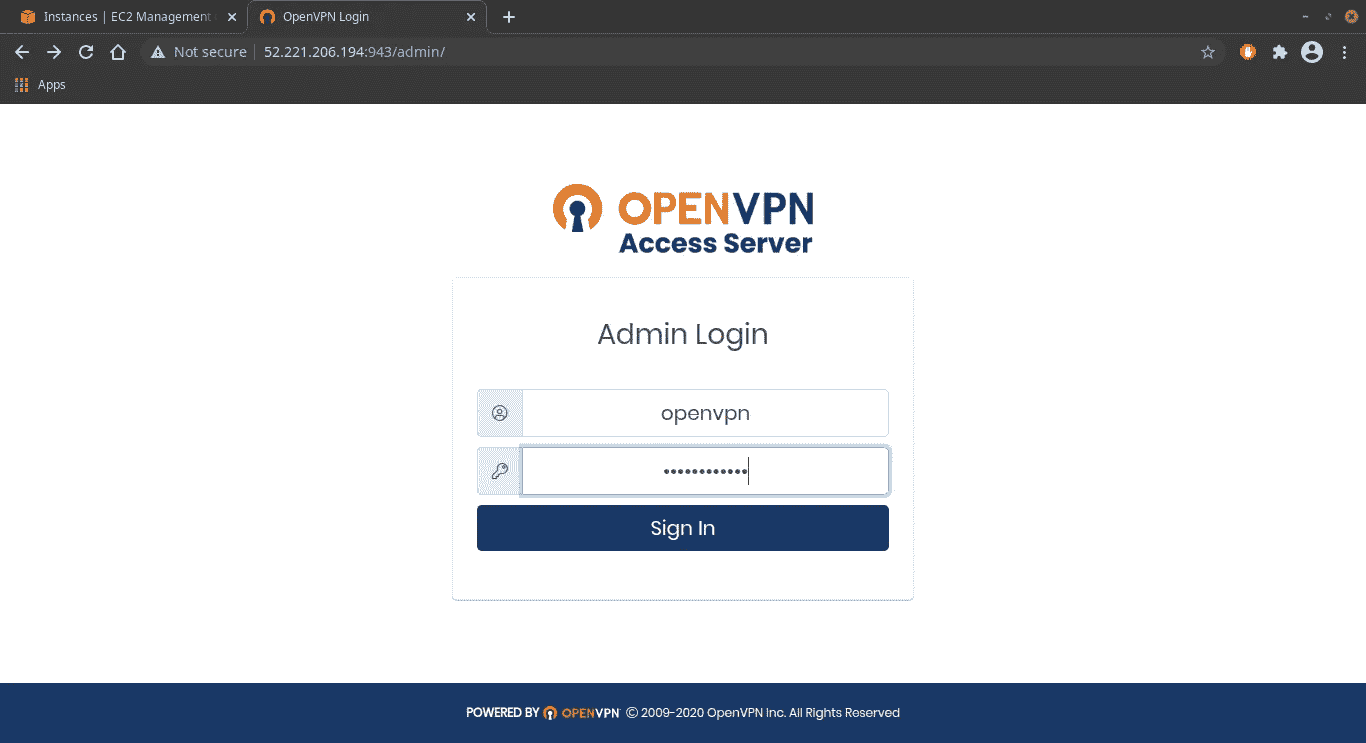 Instances | EC2 Management
OpenVPN Login
Not secure
52.221.206.194:943/admin/
Apps
OPENVPN
Access Server
Admin Login
openvpn
••••••••••••
Sign In
POWERED BY OPENVPN © 2009-2020 OpenVPN Inc. All Rights Reserved